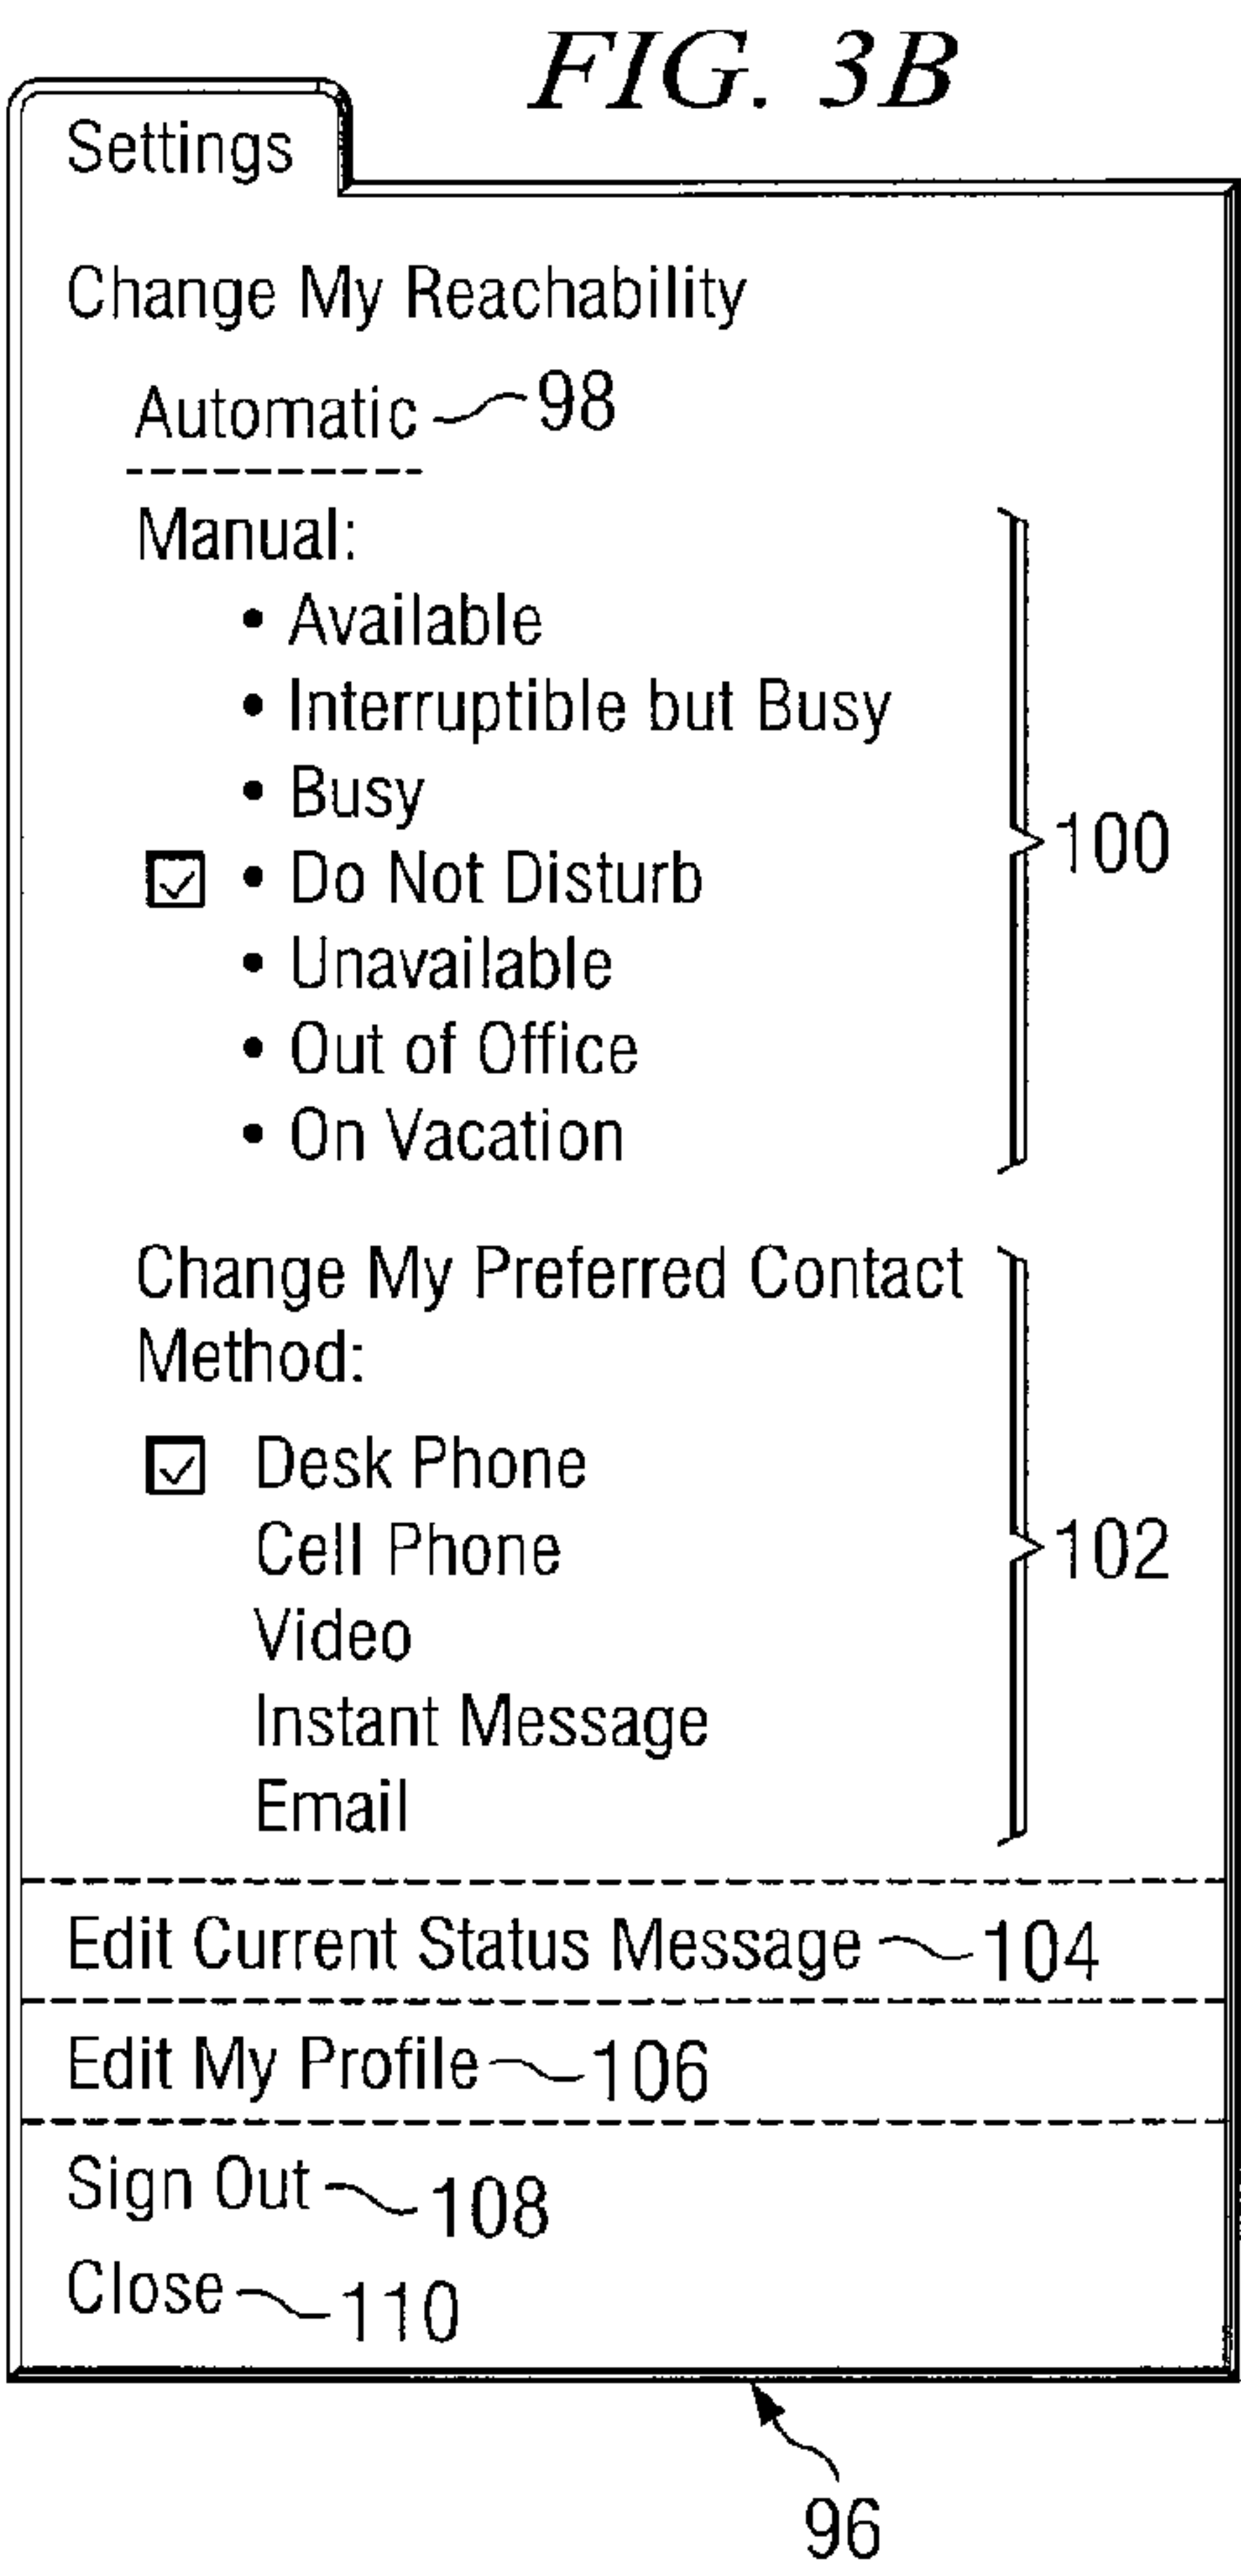 FIG. 3B
Settings
Change My Reachability
Automatic 98
Manual:
• Available
• Interruptible but Busy
• Busy
• Do Not Disturb
100
• Unavailable
• Out of Office
• On Vacation
Change My Preferred Contact
Method:
Desk Phone
Cell Phone
102
Video
Instant Message
Email
Edit Current Status Message 104
Edit My Profile 106
Sign Out 108
Close 110
96